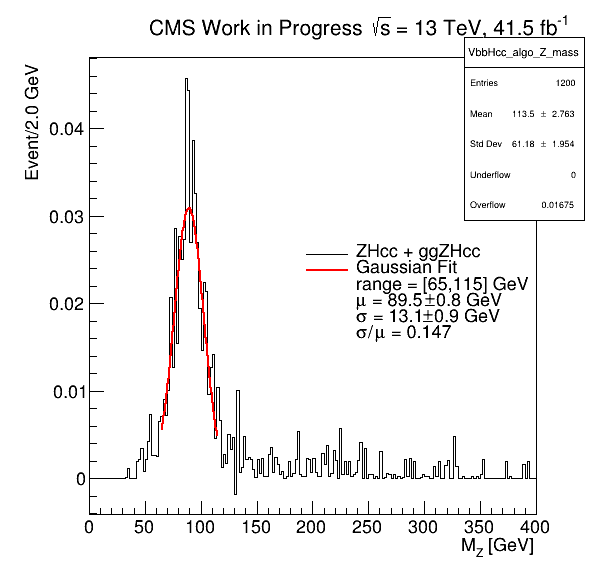 CMS Work in Progress √s = 13 TeV, 41.5 fb⁻¹
VbbHcc_algo_Z_mass
Entries 1200
Mean 113.5 ± 2.763
Std Dev 61.18 ± 1.954
Underflow 0
Overflow 0.01675
Event/2.0 GeV
0.04
0.03
0.02
0.01
0
ZHcc + ggZHcc
Gaussian Fit
range = [65,115] GeV
μ = 89.5±0.8 GeV
σ = 13.1±0.9 GeV
σ/μ = 0.147
0 50 100 150 200 250 300 350 400
M_Z [GeV]